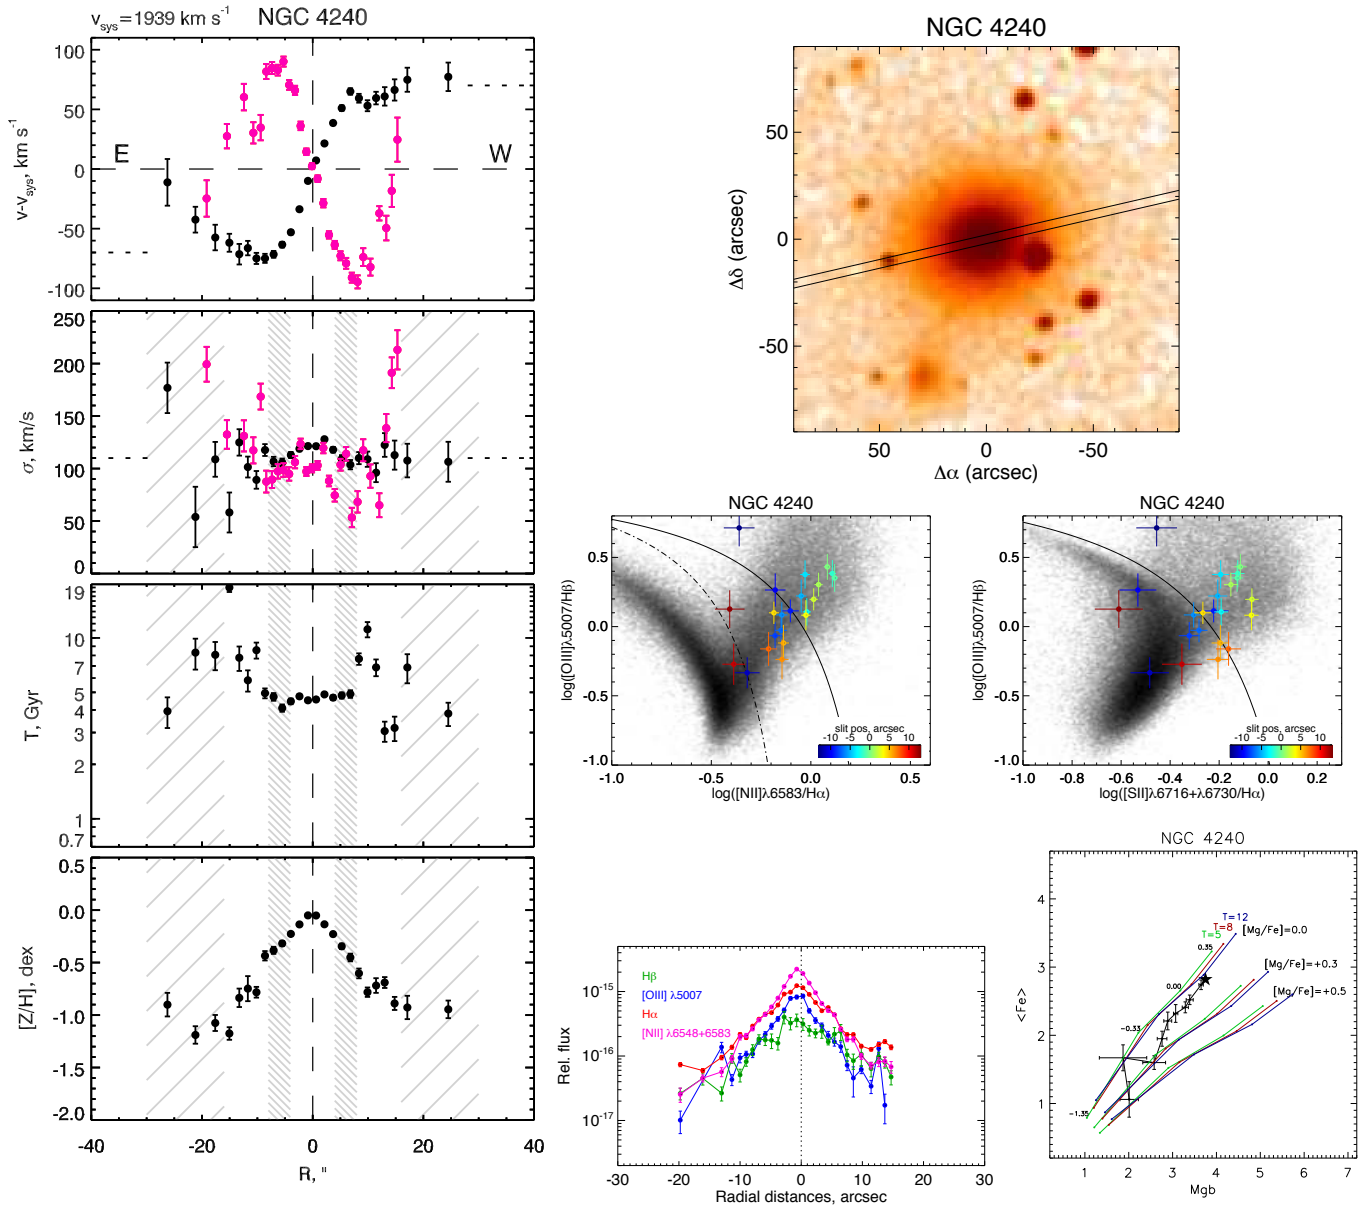 v_sys=1939 km s⁻¹ NGC 4240
100
50
0
-50
-100
v-v_sys, km s⁻¹
E
W
250
200
150
100
50
0
σ, km/s
19
10
7
5
4
3
2
1
0.7
T, Gyr
0.5
0.0
-0.5
-1.0
-1.5
-2.0
[Z/H], dex
-40 -20 0 20 40
R, "
NGC 4240
50
0
-50
Δδ (arcsec)
50 0 -50
Δα (arcsec)
NGC 4240
0.5
0.0
-0.5
-1.0
log([OIII]λ5007/Hβ)
slit pos, arcsec
-10 -5 0 5 10
-1.0 -0.5 0.0 0.5
log([NII]λ6583/Hα)
NGC 4240
0.5
0.0
-0.5
-1.0
log([OIII]λ5007/Hβ)
slit pos, arcsec
-10 -5 0 5 10
-1.0 -0.8 -0.6 -0.4 -0.2 0.0 0.2
log([SII]λ6716+λ6730/Hα)
Hβ
[OIII] λ5007
Hα
[NII] λ6548+6583
10⁻¹⁵
10⁻¹⁶
10⁻¹⁷
Rel. flux
-30 -20 -10 0 10 20 30
Radial distances, arcsec
NGC 4240
4
3
2
1
<Fe>
T=12
T=8
T=5
[Mg/Fe]=0.0
0.35
[Mg/Fe]=+0.3
0.00
[Mg/Fe]=+0.5
-0.33
-1.35
1 2 3 4 5 6 7
Mgb